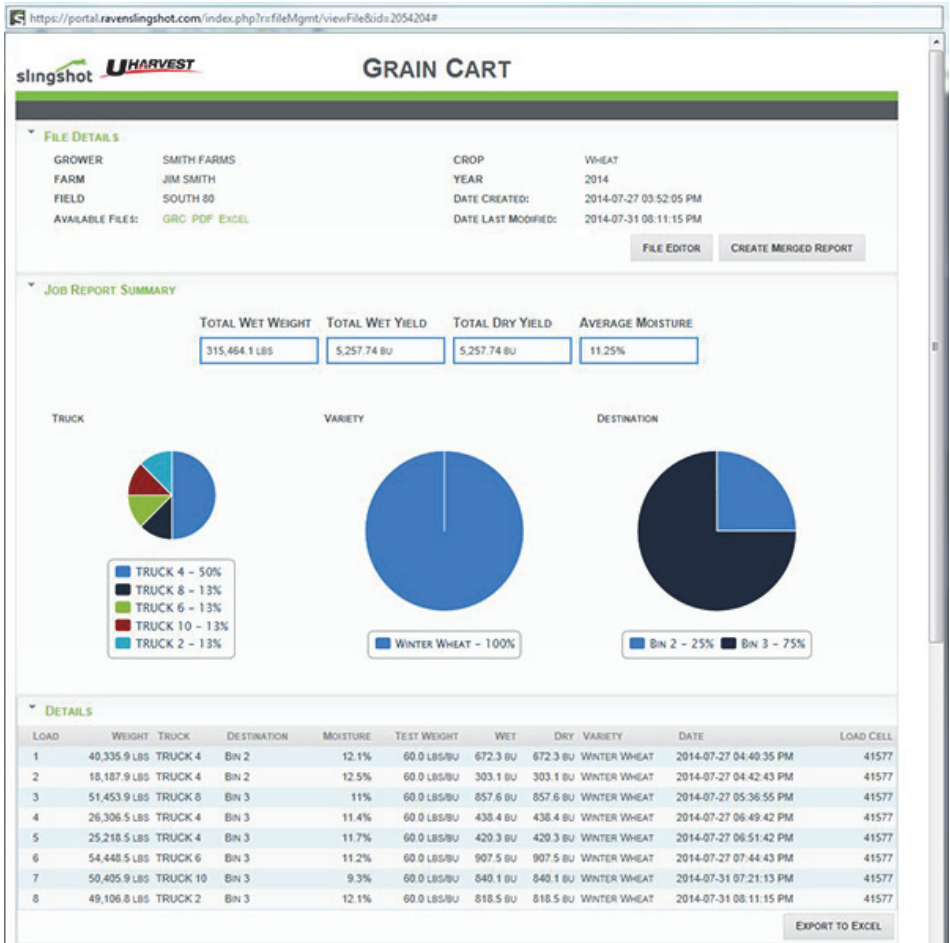 https://portal.ravenslingshot.com/index.php?r=fileMgmt/viewFile&id=2054204#
slingshot UHARVEST GRAIN CART
FILE DETAILS
GROWER SMITH FARMS CROP WHEAT
FARM JIM SMITH YEAR 2014
FIELD SOUTH 80 DATE CREATED: 2014-07-27 03:52:05 PM
AVAILABLE FILES: GRC PDF EXCEL DATE LAST MODIFIED: 2014-07-31 08:11:15 PM
FILE EDITOR CREATE MERGED REPORT
JOB REPORT SUMMARY
TOTAL WET WEIGHT TOTAL WET YIELD TOTAL DRY YIELD AVERAGE MOISTURE
315,464.1 LBS 5,257.74 BU 5,257.74 BU 11.25%
TRUCK VARIETY DESTINATION
TRUCK 4 – 50%
TRUCK 8 – 13%
TRUCK 6 – 13%
TRUCK 10 – 13%
TRUCK 2 – 13%
WINTER WHEAT – 100%
BIN 2 – 25% BIN 3 – 75%
DETAILS
LOAD WEIGHT TRUCK DESTINATION MOISTURE TEST WEIGHT WET DRY VARIETY DATE LOAD CELL
1 40,335.9 LBS TRUCK 4 BIN 2 12.1% 60.0 LBS/BU 672.3 BU 672.3 BU WINTER WHEAT 2014-07-27 04:40:35 PM 41577
2 18,187.9 LBS TRUCK 4 BIN 2 12.5% 60.0 LBS/BU 303.1 BU 303.1 BU WINTER WHEAT 2014-07-27 04:42:43 PM 41577
3 51,453.9 LBS TRUCK 8 BIN 3 11% 60.0 LBS/BU 857.6 BU 857.6 BU WINTER WHEAT 2014-07-27 05:36:55 PM 41577
4 26,306.5 LBS TRUCK 4 BIN 3 11.4% 60.0 LBS/BU 438.4 BU 438.4 BU WINTER WHEAT 2014-07-27 06:49:42 PM 41577
5 25,218.5 LBS TRUCK 4 BIN 3 11.7% 60.0 LBS/BU 420.3 BU 420.3 BU WINTER WHEAT 2014-07-27 06:51:42 PM 41577
6 54,448.5 LBS TRUCK 6 BIN 3 11.2% 60.0 LBS/BU 907.5 BU 907.5 BU WINTER WHEAT 2014-07-27 07:44:43 PM 41577
7 50,405.9 LBS TRUCK 10 BIN 3 9.3% 60.0 LBS/BU 840.1 BU 840.1 BU WINTER WHEAT 2014-07-31 07:21:13 PM 41577
8 49,106.8 LBS TRUCK 2 BIN 3 12.1% 60.0 LBS/BU 818.5 BU 818.5 BU WINTER WHEAT 2014-07-31 08:11:15 PM 41577
EXPORT TO EXCEL